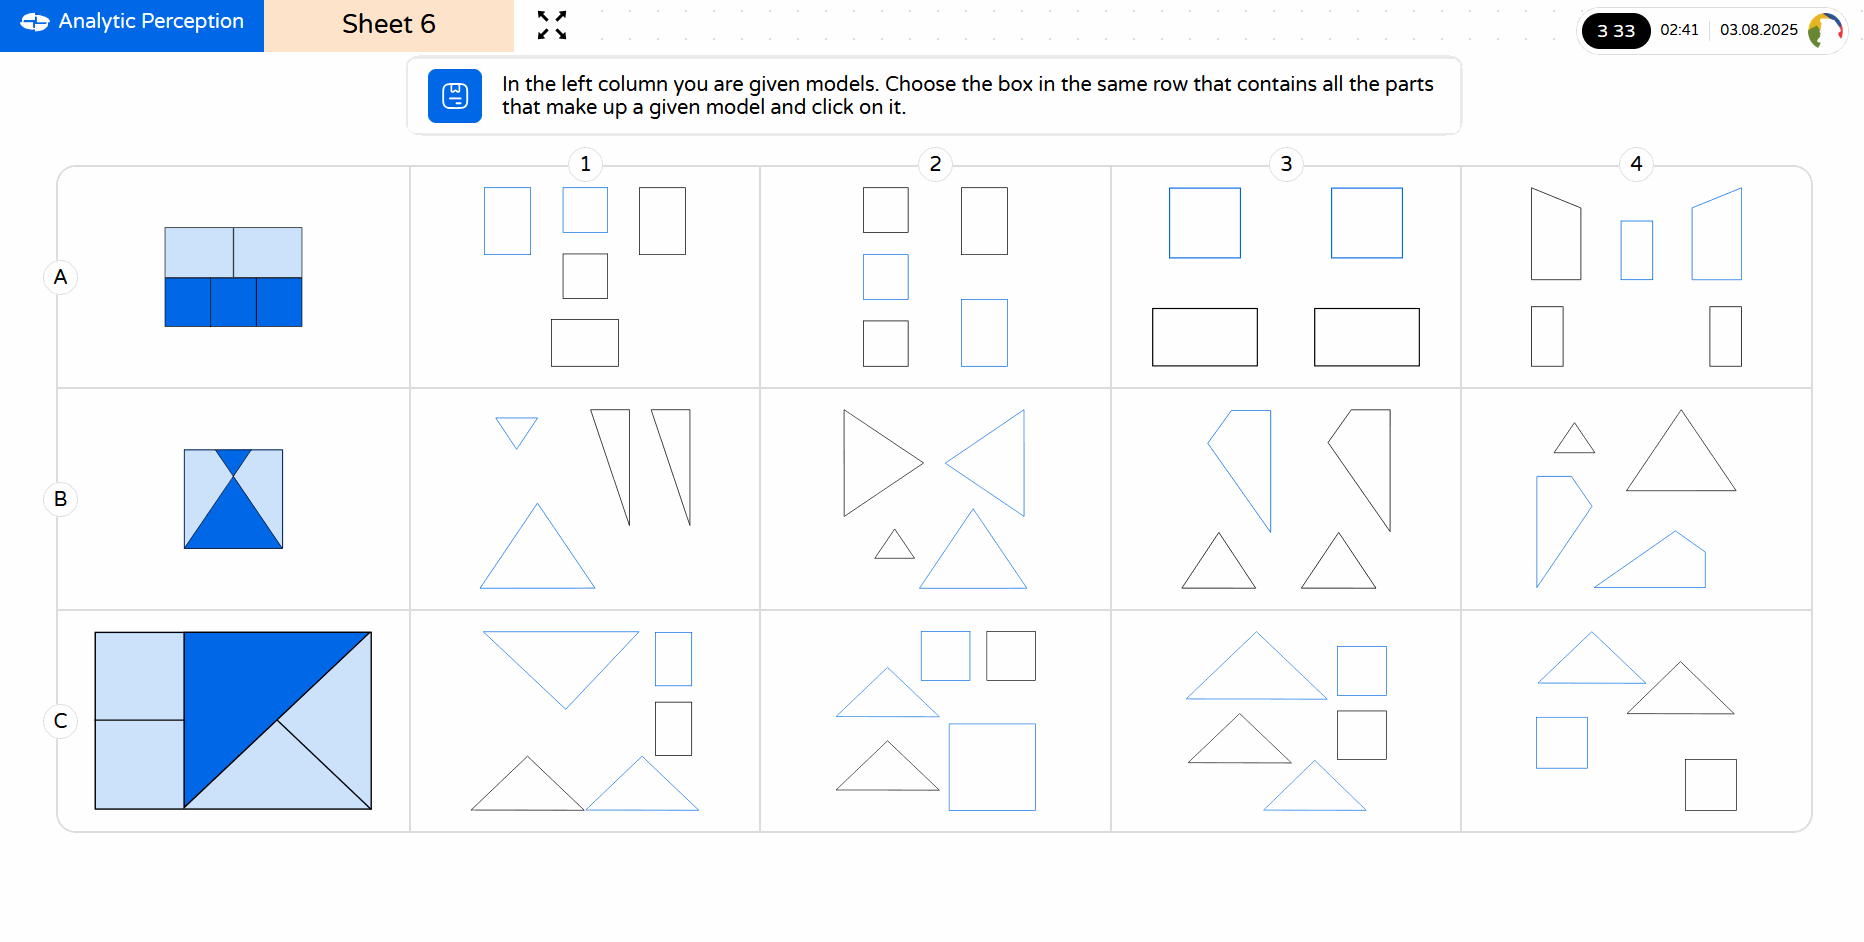 Analytic Perception
Sheet 6
3 33
02:41
03.08.2025
In the left column you are given models. Choose the box in the same row that contains all the parts
that make up a given model and click on it.
1
2
3
4
A
B
C